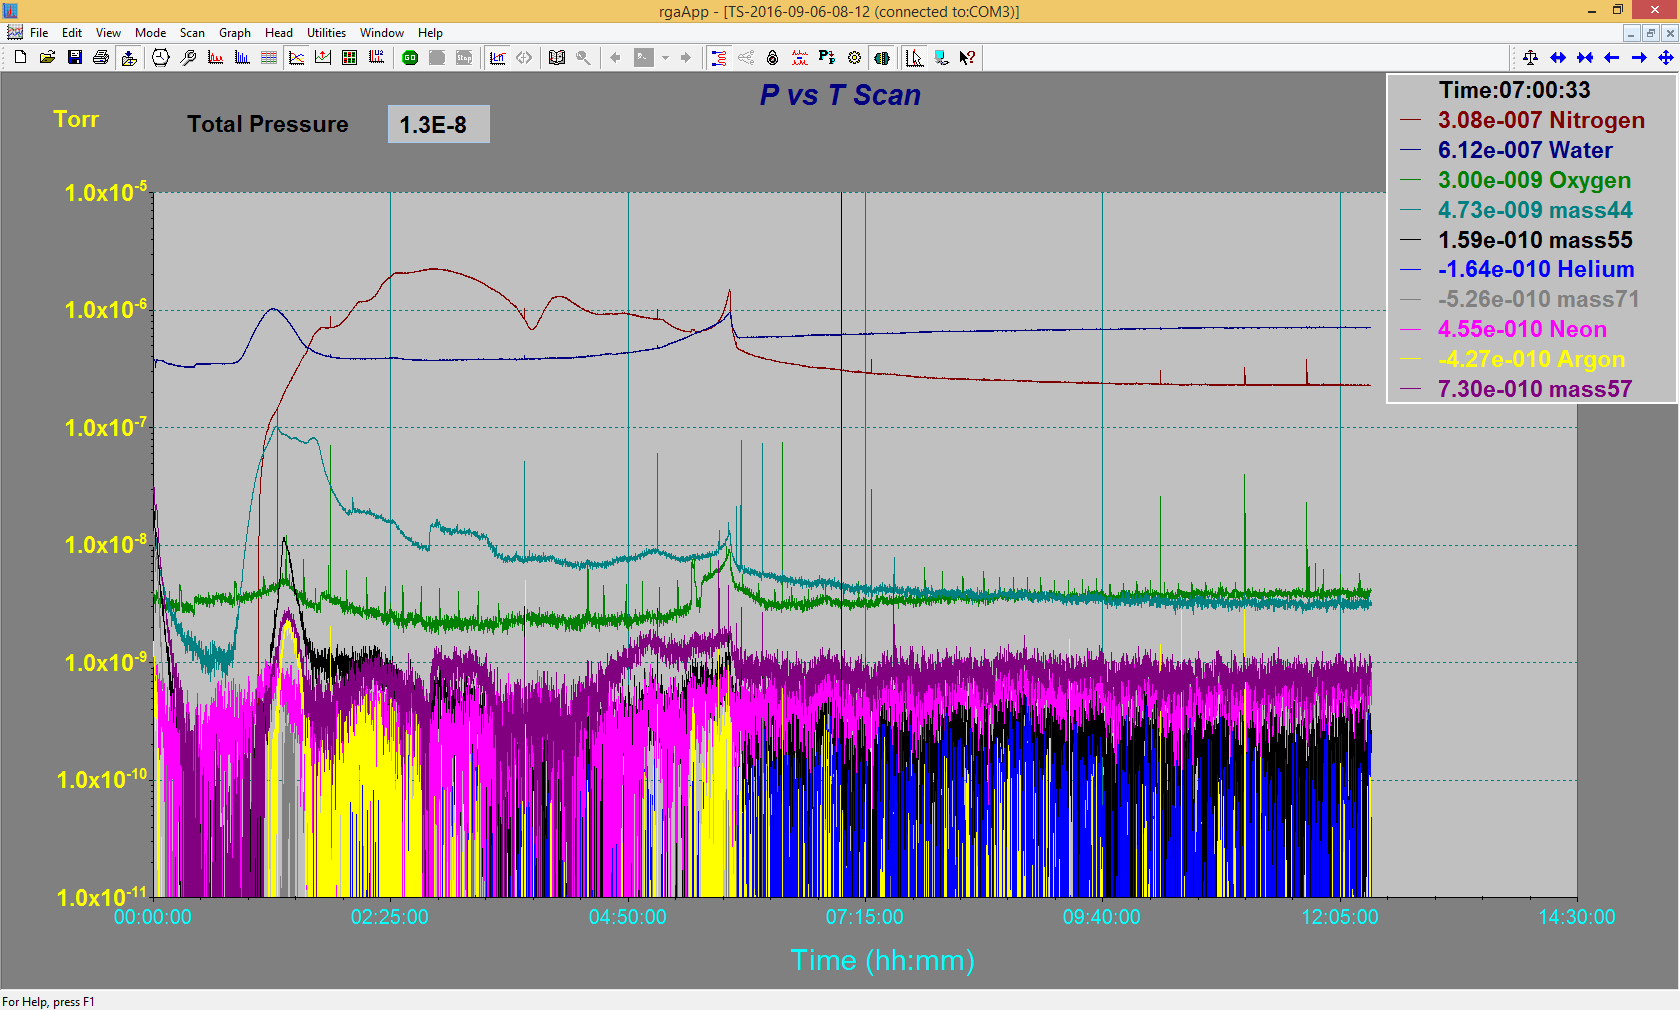 rgaApp - [TS-2016-09-06-08-12 (connected to:COM3)]
File Edit View Mode Scan Graph Head Utilities Window Help
GO Stop
P vs T Scan
Torr
Total Pressure 1.3E-8
Time:07:00:33
3.08e-007 Nitrogen
6.12e-007 Water
3.00e-009 Oxygen
4.73e-009 mass44
1.59e-010 mass55
-1.64e-010 Helium
-5.26e-010 mass71
4.55e-010 Neon
-4.27e-010 Argon
7.30e-010 mass57
1.0x10-5
1.0x10-6
1.0x10-7
1.0x10-8
1.0x10-9
1.0x10-10
1.0x10-11
00:00:00 02:25:00 04:50:00 07:15:00 09:40:00 12:05:00 14:30:00
Time (hh:mm)
For Help, press F1